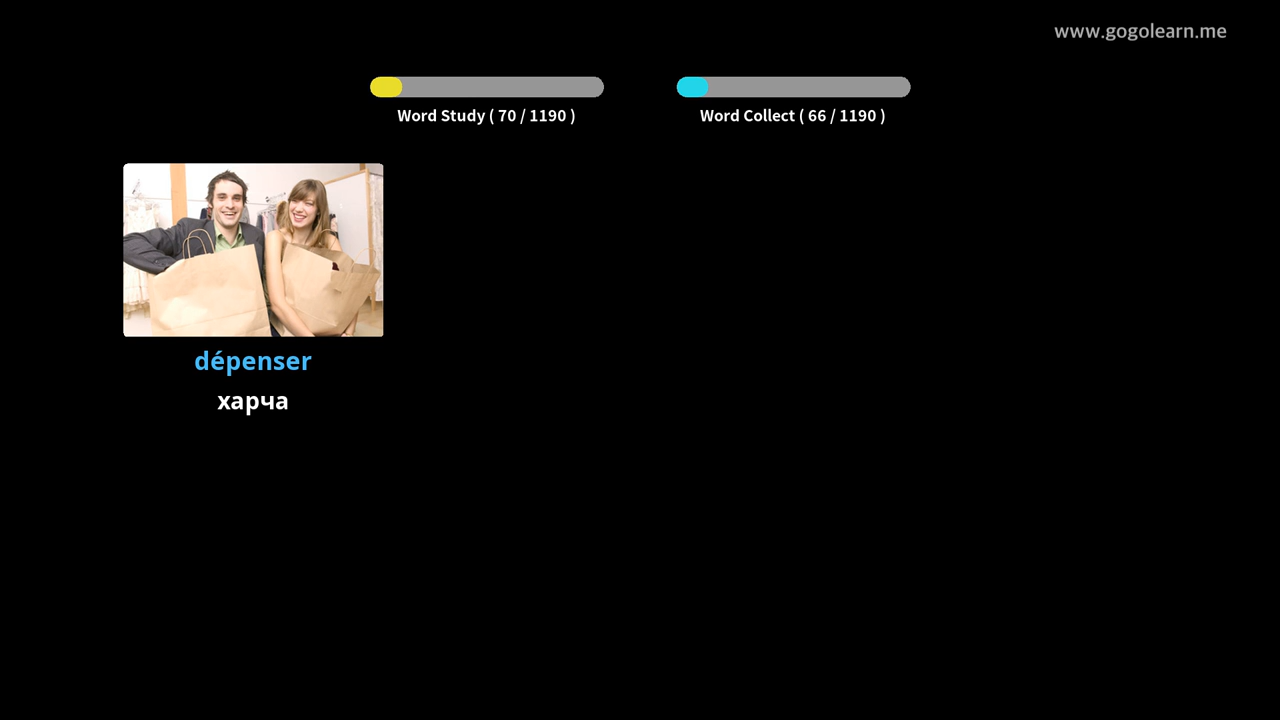 www.gogolearn.me
Word Study ( 70 / 1190 )
Word Collect ( 66 / 1190 )
dépenser
харча